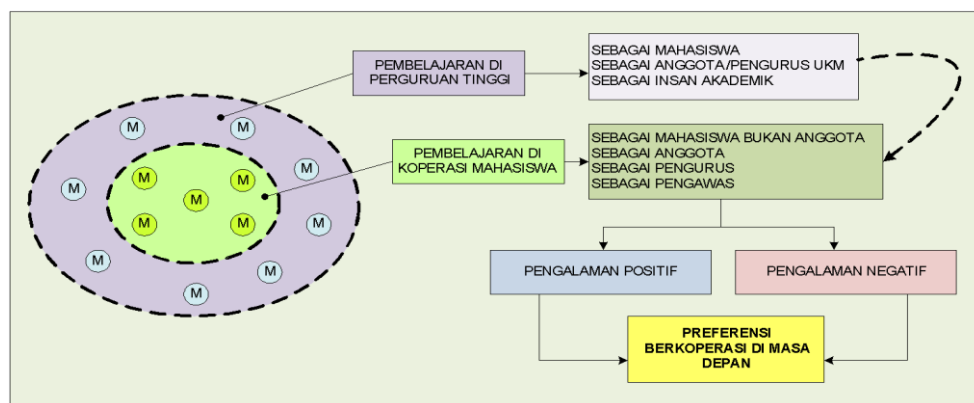 PEMBELAJARAN DI
PERGURUAN TINGGI
SEBAGAI MAHASISWA
SEBAGAI ANGGOTA/PENGURUS UKM
SEBAGAI INSAN AKADEMIK
PEMBELAJARAN DI
KOPERASI MAHASISWA
SEBAGAI MAHASISWA BUKAN ANGGOTA
SEBAGAI ANGGOTA
SEBAGAI PENGURUS
SEBAGAI PENGAWAS
M
M
M
M
M
M
M
M
M
M
M
M
M
M
PENGALAMAN POSITIF
PENGALAMAN NEGATIF
PREFERENSI
BERKOPERASI DI MASA
DEPAN